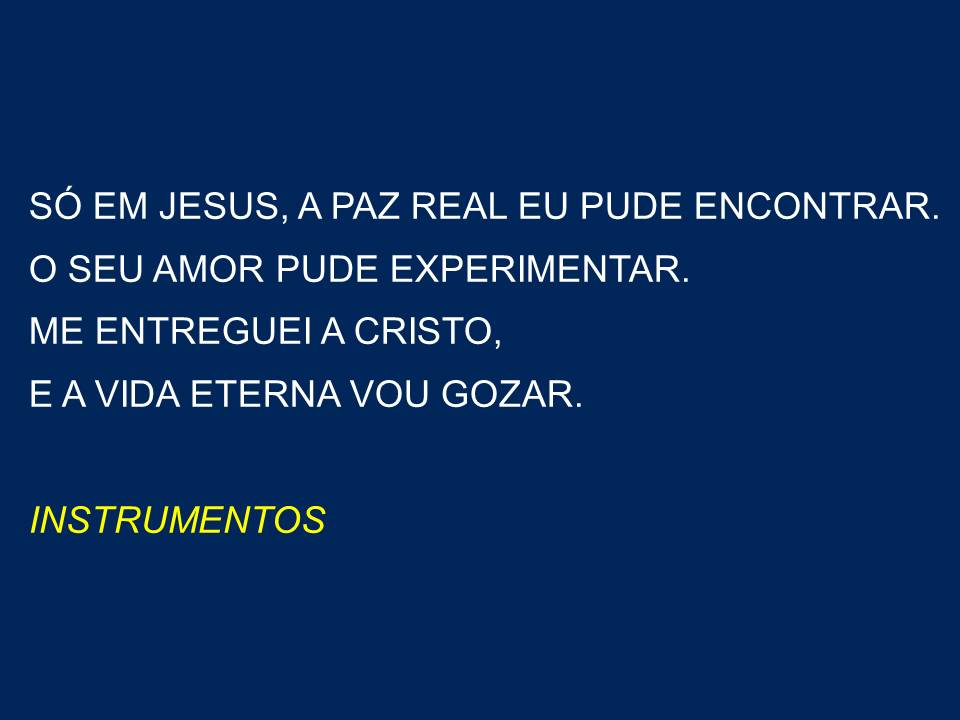 SÓ EM JESUS, A PAZ REAL EU PUDE ENCONTRAR.
O SEU AMOR PUDE EXPERIMENTAR.
ME ENTREGUEI A CRISTO,
E A VIDA ETERNA VOU GOZAR.
INSTRUMENTOS